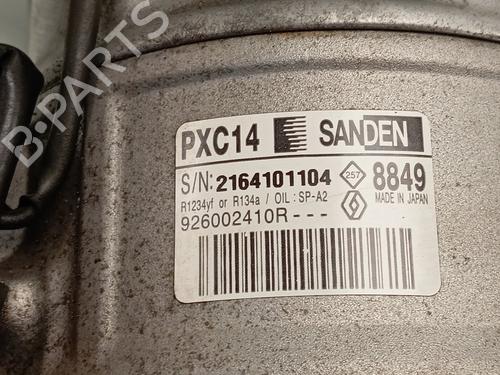 B-PARTS
PXC14 SANDEN
S/N: 2164101104 257 8849
R1234yf or R134a / OIL : SP-A2 MADE IN JAPAN
926002410R---